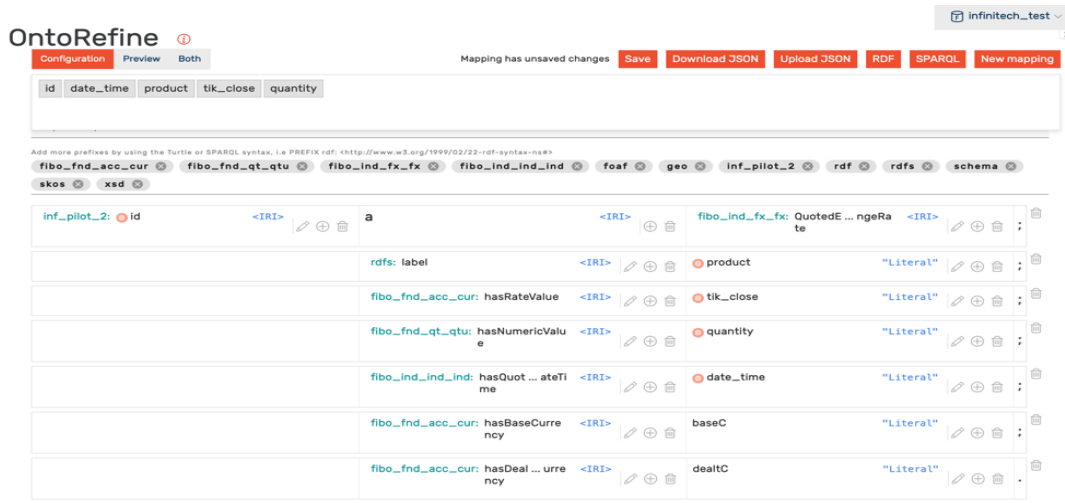 infinitech_test
OntoRefine
Configuration Preview Both Mapping has unsaved changes Save Download JSON Upload JSON RDF SPARQL New mapping
id date_time product tik_close quantity
Add more prefixes by using the Turtle or SPARQL syntax, i.e PREFIX rdf: <http://www.w3.org/1999/02/22-rdf-syntax-ns#>
fibo_fnd_acc_cur fibo_fnd_qt_qtu fibo_ind_fx_fx fibo_ind_ind_ind foaf geo inf_pilot_2 rdf rdfs schema
skos xsd
inf_pilot_2: id <IRI> a <IRI> fibo_ind_fx_fx: QuotedE ... ngeRa <IRI>
te ;
rdfs: label <IRI> product "Literal" ;
fibo_fnd_acc_cur: hasRateValue <IRI> tik_close "Literal" ;
fibo_fnd_qt_qtu: hasNumericValu <IRI> quantity "Literal"
e ;
fibo_ind_ind_ind: hasQuot ... ateTi <IRI> date_time "Literal"
me ;
fibo_fnd_acc_cur: hasBaseCurre <IRI> baseC "Literal"
ncy ;
fibo_fnd_acc_cur: hasDeal ... urre <IRI> dealtC "Literal"
ncy .